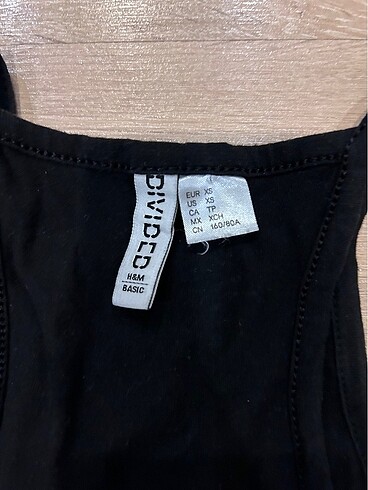 DIVIDED
H&M
BASIC
EUR XS
US XS
CA TP
MX XCH
CN 160/80A